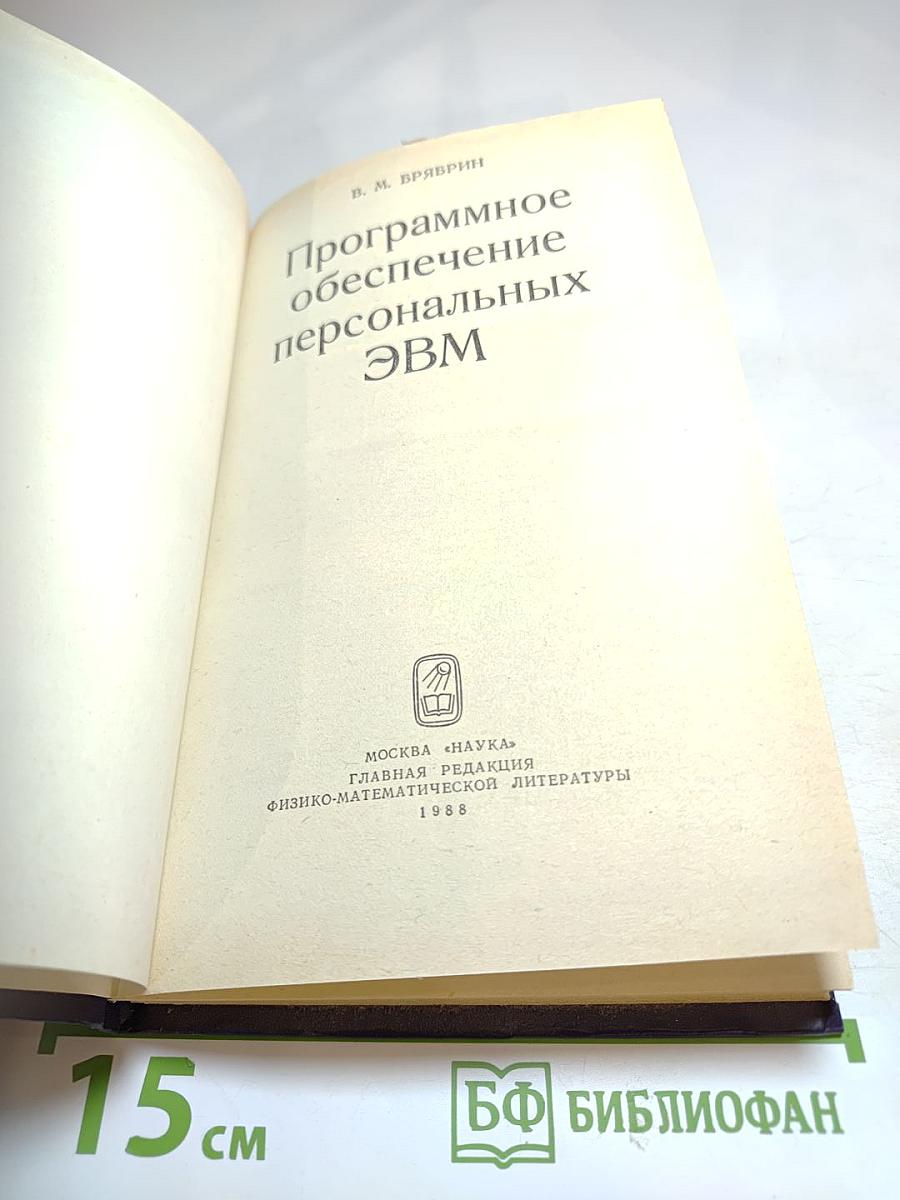 В. М. БРЯБРИН
Программное
обеспечение
персональных
ЭВМ
МОСКВА «НАУКА»
ГЛАВНАЯ РЕДАКЦИЯ
ФИЗИКО-МАТЕМАТИЧЕСКОЙ ЛИТЕРАТУРЫ
1988
15 см
БФ БИБЛИОФАН